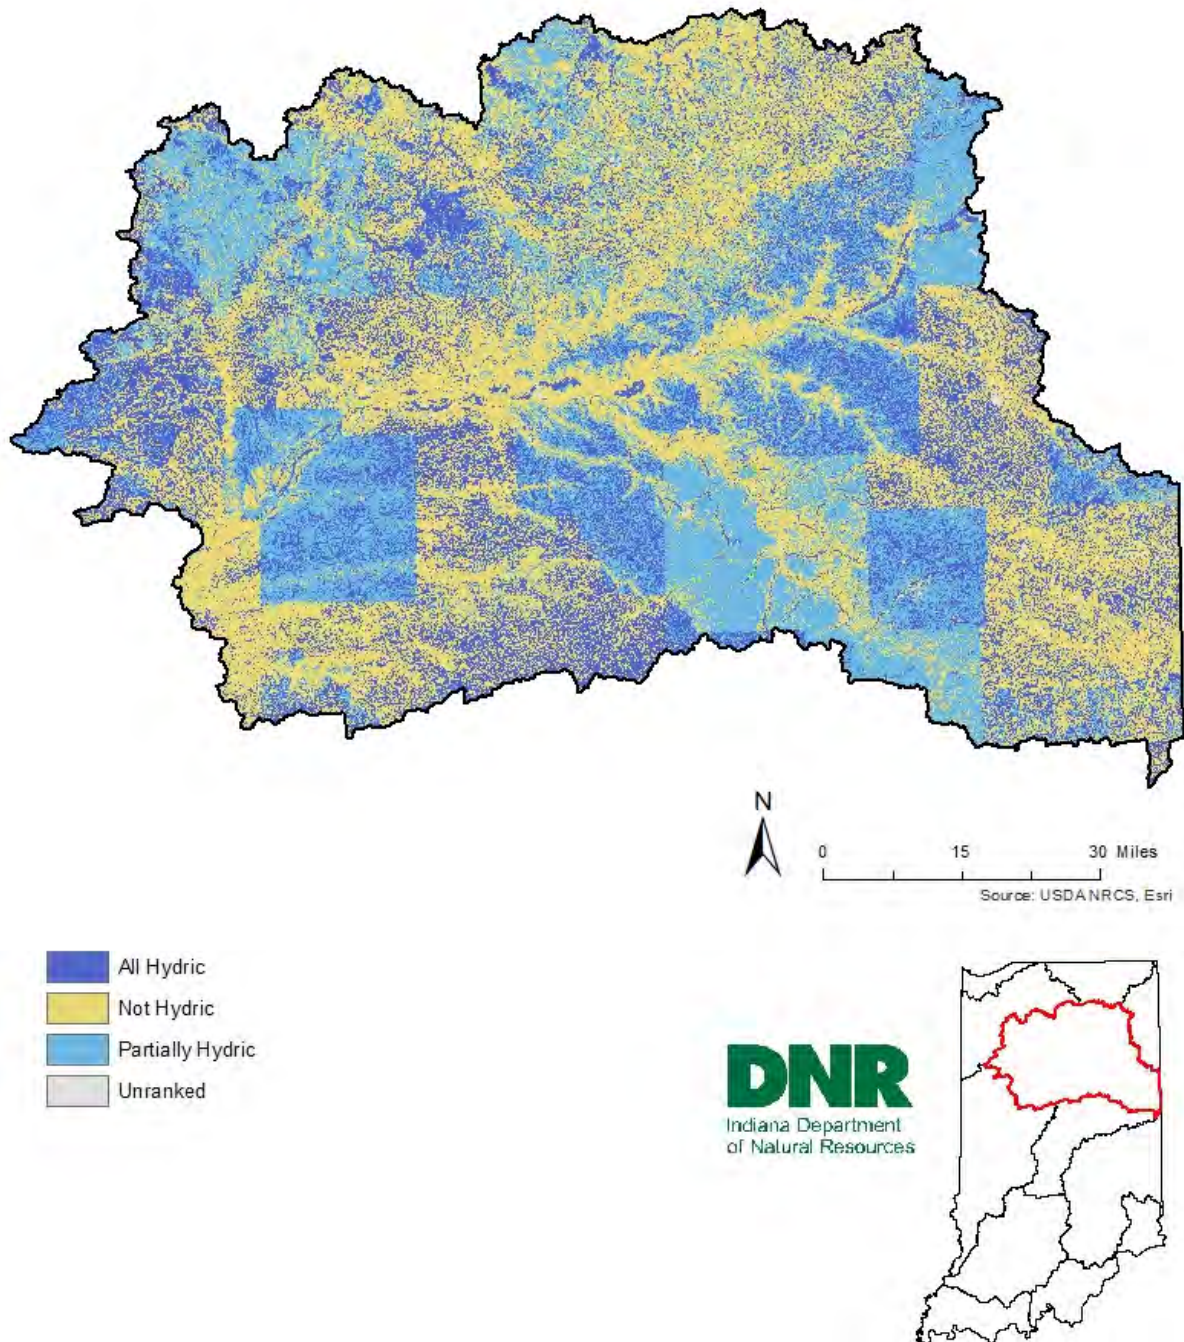 N
0 15 30 Miles
Source: USDA NRCS, Esri
All Hydric
Not Hydric
Partially Hydric
Unranked
DNR
Indiana Department
of Natural Resources